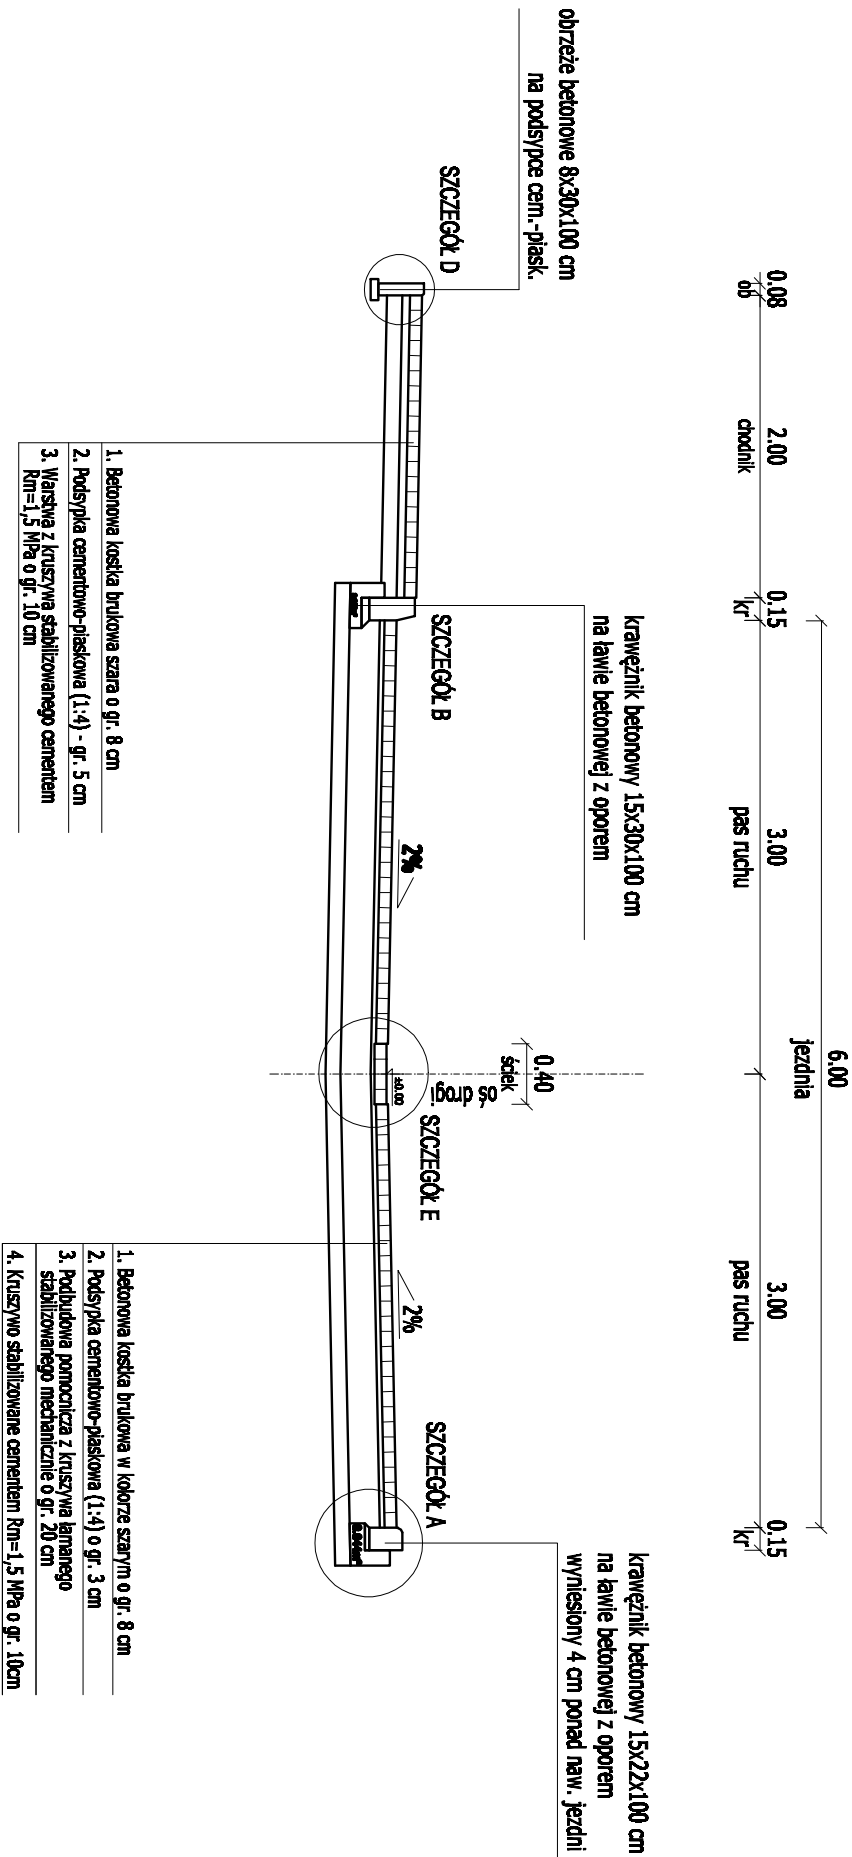 6.00
jezdnia
0.08
2.00
0.15
3.00
3.00
0.15
ob
chodnik
kr
pas ruchu
pas ruchu
kr
obrzeże betonowe 8x30x100 cm
na podsypce cem.-piask.
krawężnik betonowy 15x30x100 cm
na ławie betonowej z oporem
krawężnik betonowy 15x22x100 cm
na ławie betonowej z oporem
wyniesiony 4 cm ponad naw. jezdni
0.40
ściek
oś drogi
SZCZEGÓŁ D
SZCZEGÓŁ B
SZCZEGÓŁ E
SZCZEGÓŁ A
2%
2%
±0.00
1. Betonowa kostka brukowa szara o gr. 8 cm
2. Podsypka cementowo-piaskowa (1:4) - gr. 5 cm
3. Warstwa z kruszywa stabilizowanego cementem
Rm=1,5 MPa o gr. 10 cm
1. Betonowa kostka brukowa w kolorze szarym o gr. 8 cm
2. Podsypka cementowo-piaskowa (1:4) o gr. 3 cm
3. Podbudowa pomocnicza z kruszywa łamanego
stabilizowanego mechanicznie o gr. 20 cm
4. Kruszywo stabilizowane cementem Rm=1,5 MPa o gr. 10cm